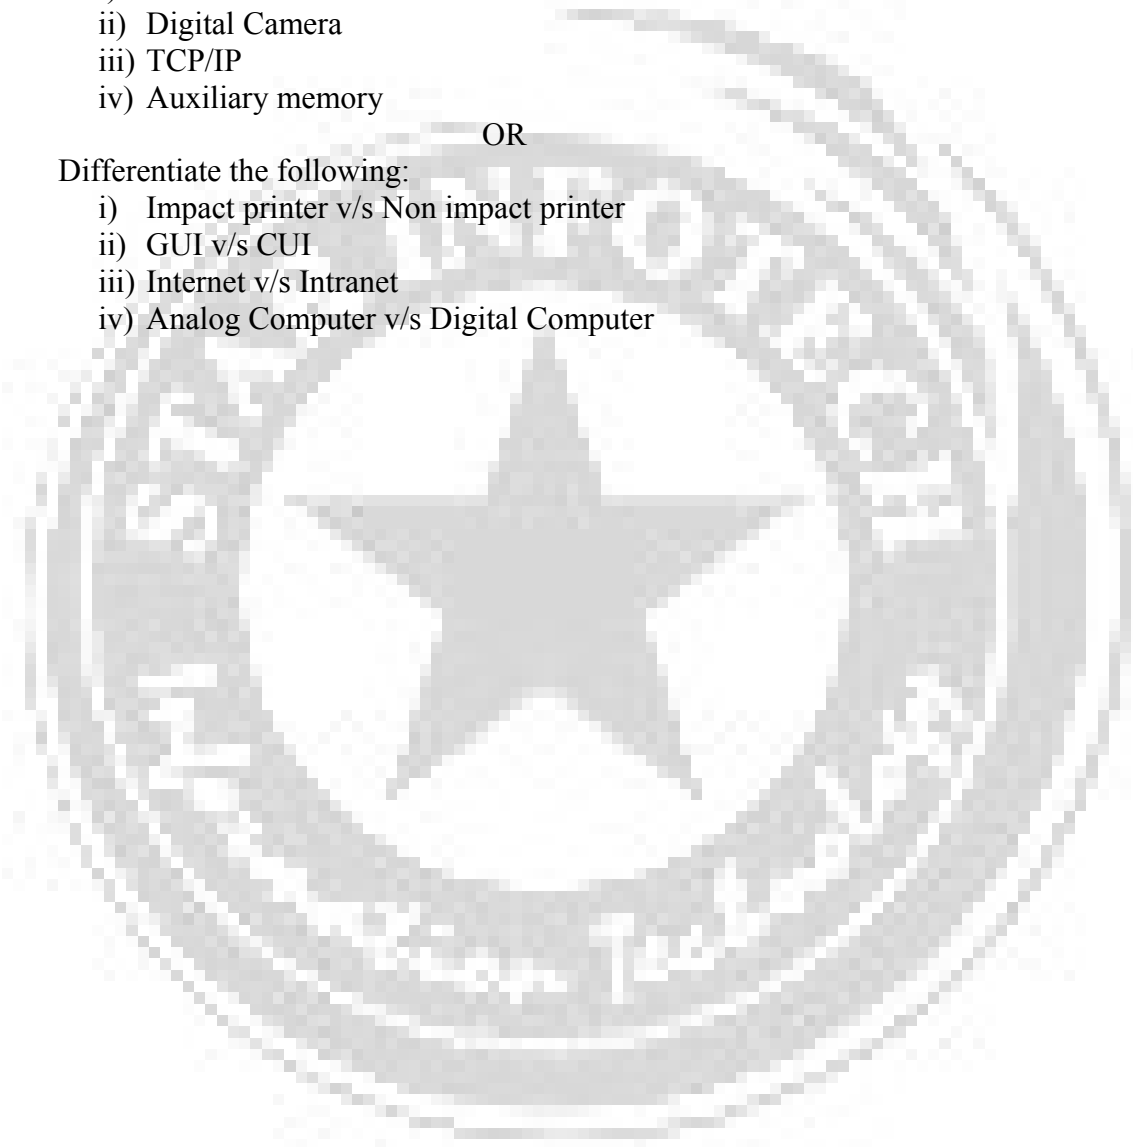 ii) Digital Camera
iii) TCP/IP
iv) Auxiliary memory
OR
Differentiate the following:
i) Impact printer v/s Non impact printer
ii) GUI v/s CUI
iii) Internet v/s Intranet
iv) Analog Computer v/s Digital Computer